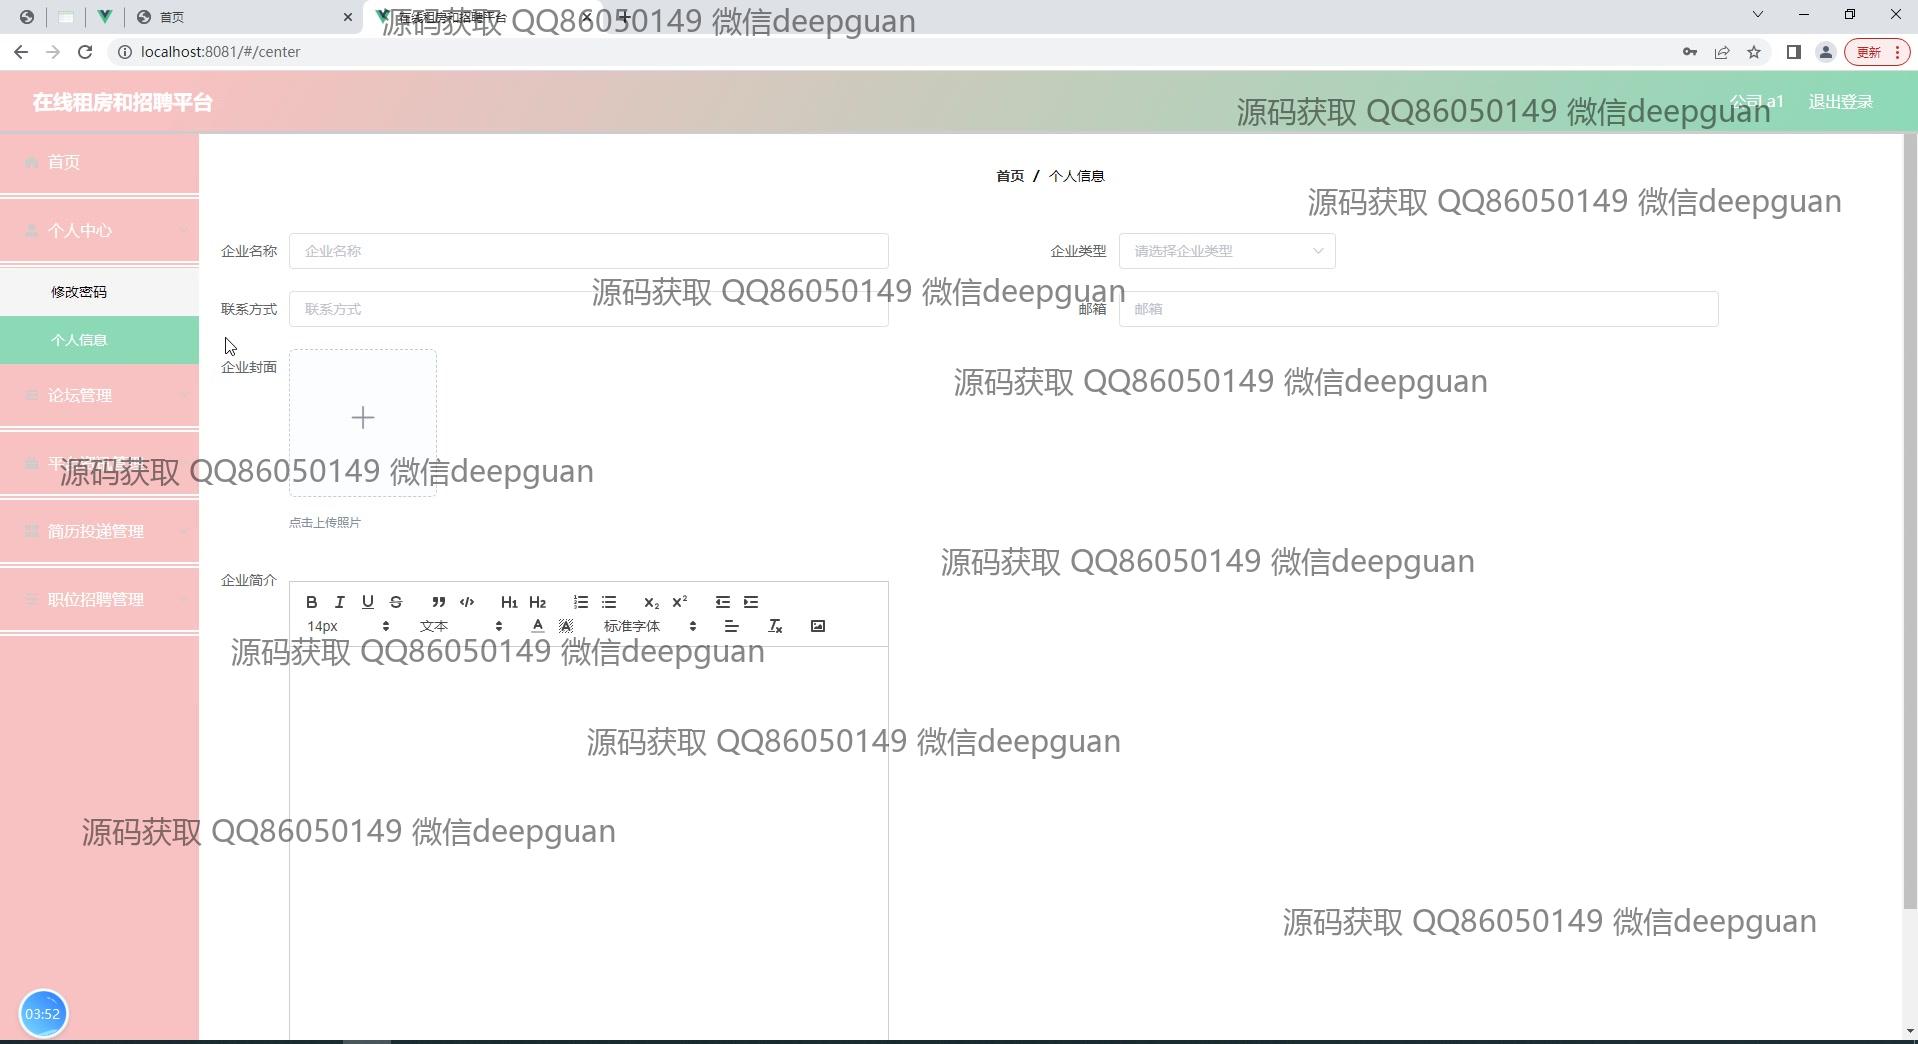 首页
在线租房和招聘平台
源码获取 QQ86050149 微信deepguan
localhost:8081/#/center
更新
在线租房和招聘平台
公司 a1 退出登录
源码获取 QQ86050149 微信deepguan
首页
首页 / 个人信息
源码获取 QQ86050149 微信deepguan
个人中心
企业名称 企业名称
企业类型 请选择企业类型
修改密码
源码获取 QQ86050149 微信deepguan
联系方式 联系方式
邮箱 邮箱
个人信息
企业封面
源码获取 QQ86050149 微信deepguan
论坛管理
源码获取 QQ86050149 微信deepguan
点击上传照片
简历投递管理
源码获取 QQ86050149 微信deepguan
企业简介
B I U S H1 H2 X2 X2
职位招聘管理
14px 文本 A A 标准字体 Tx
源码获取 QQ86050149 微信deepguan
源码获取 QQ86050149 微信deepguan
源码获取 QQ86050149 微信deepguan
源码获取 QQ86050149 微信deepguan
03:52